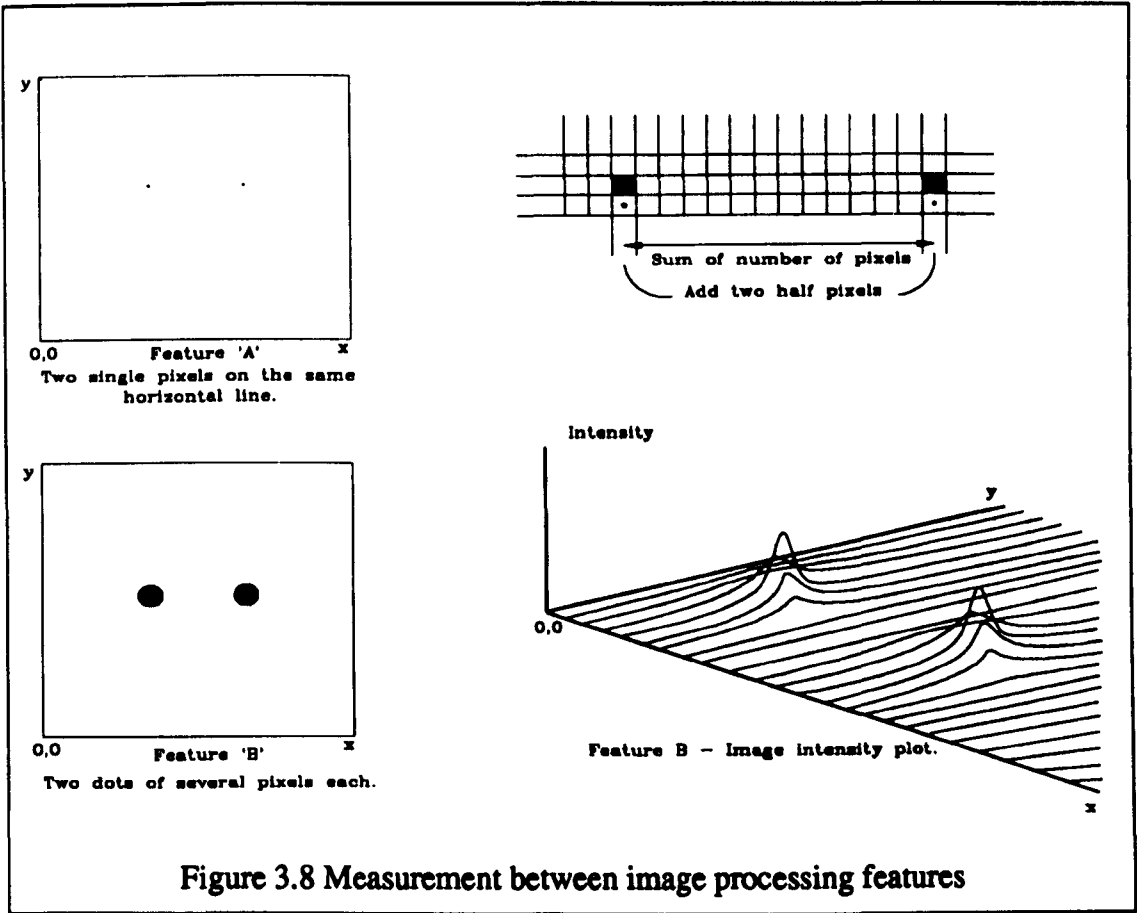 y
0,0
Feature 'A'
x
Two single pixels on the same
horizontal line.
Sum of number of pixels
Add two half pixels
y
0,0
Feature 'B'
x
Two dots of several pixels each.
Intensity
y
0,0
Feature B - Image intensity plot.
x
Figure 3.8 Measurement between image processing features